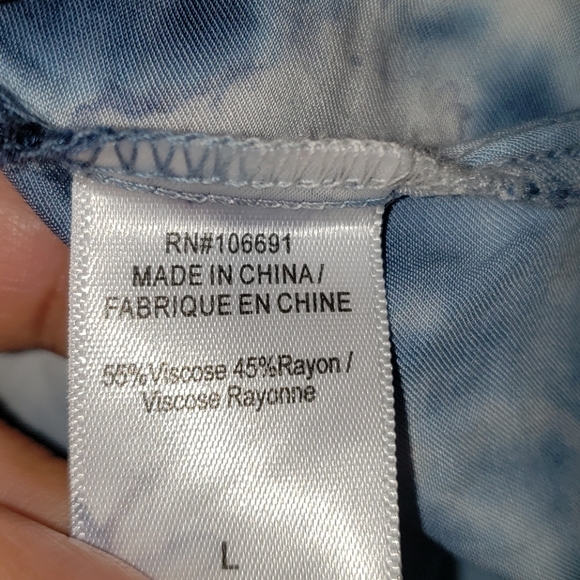 RN#106691
MADE IN CHINA/
FABRIQUE EN CHINE
55%Viscose 45%Rayon /
Viscose Rayonne
L